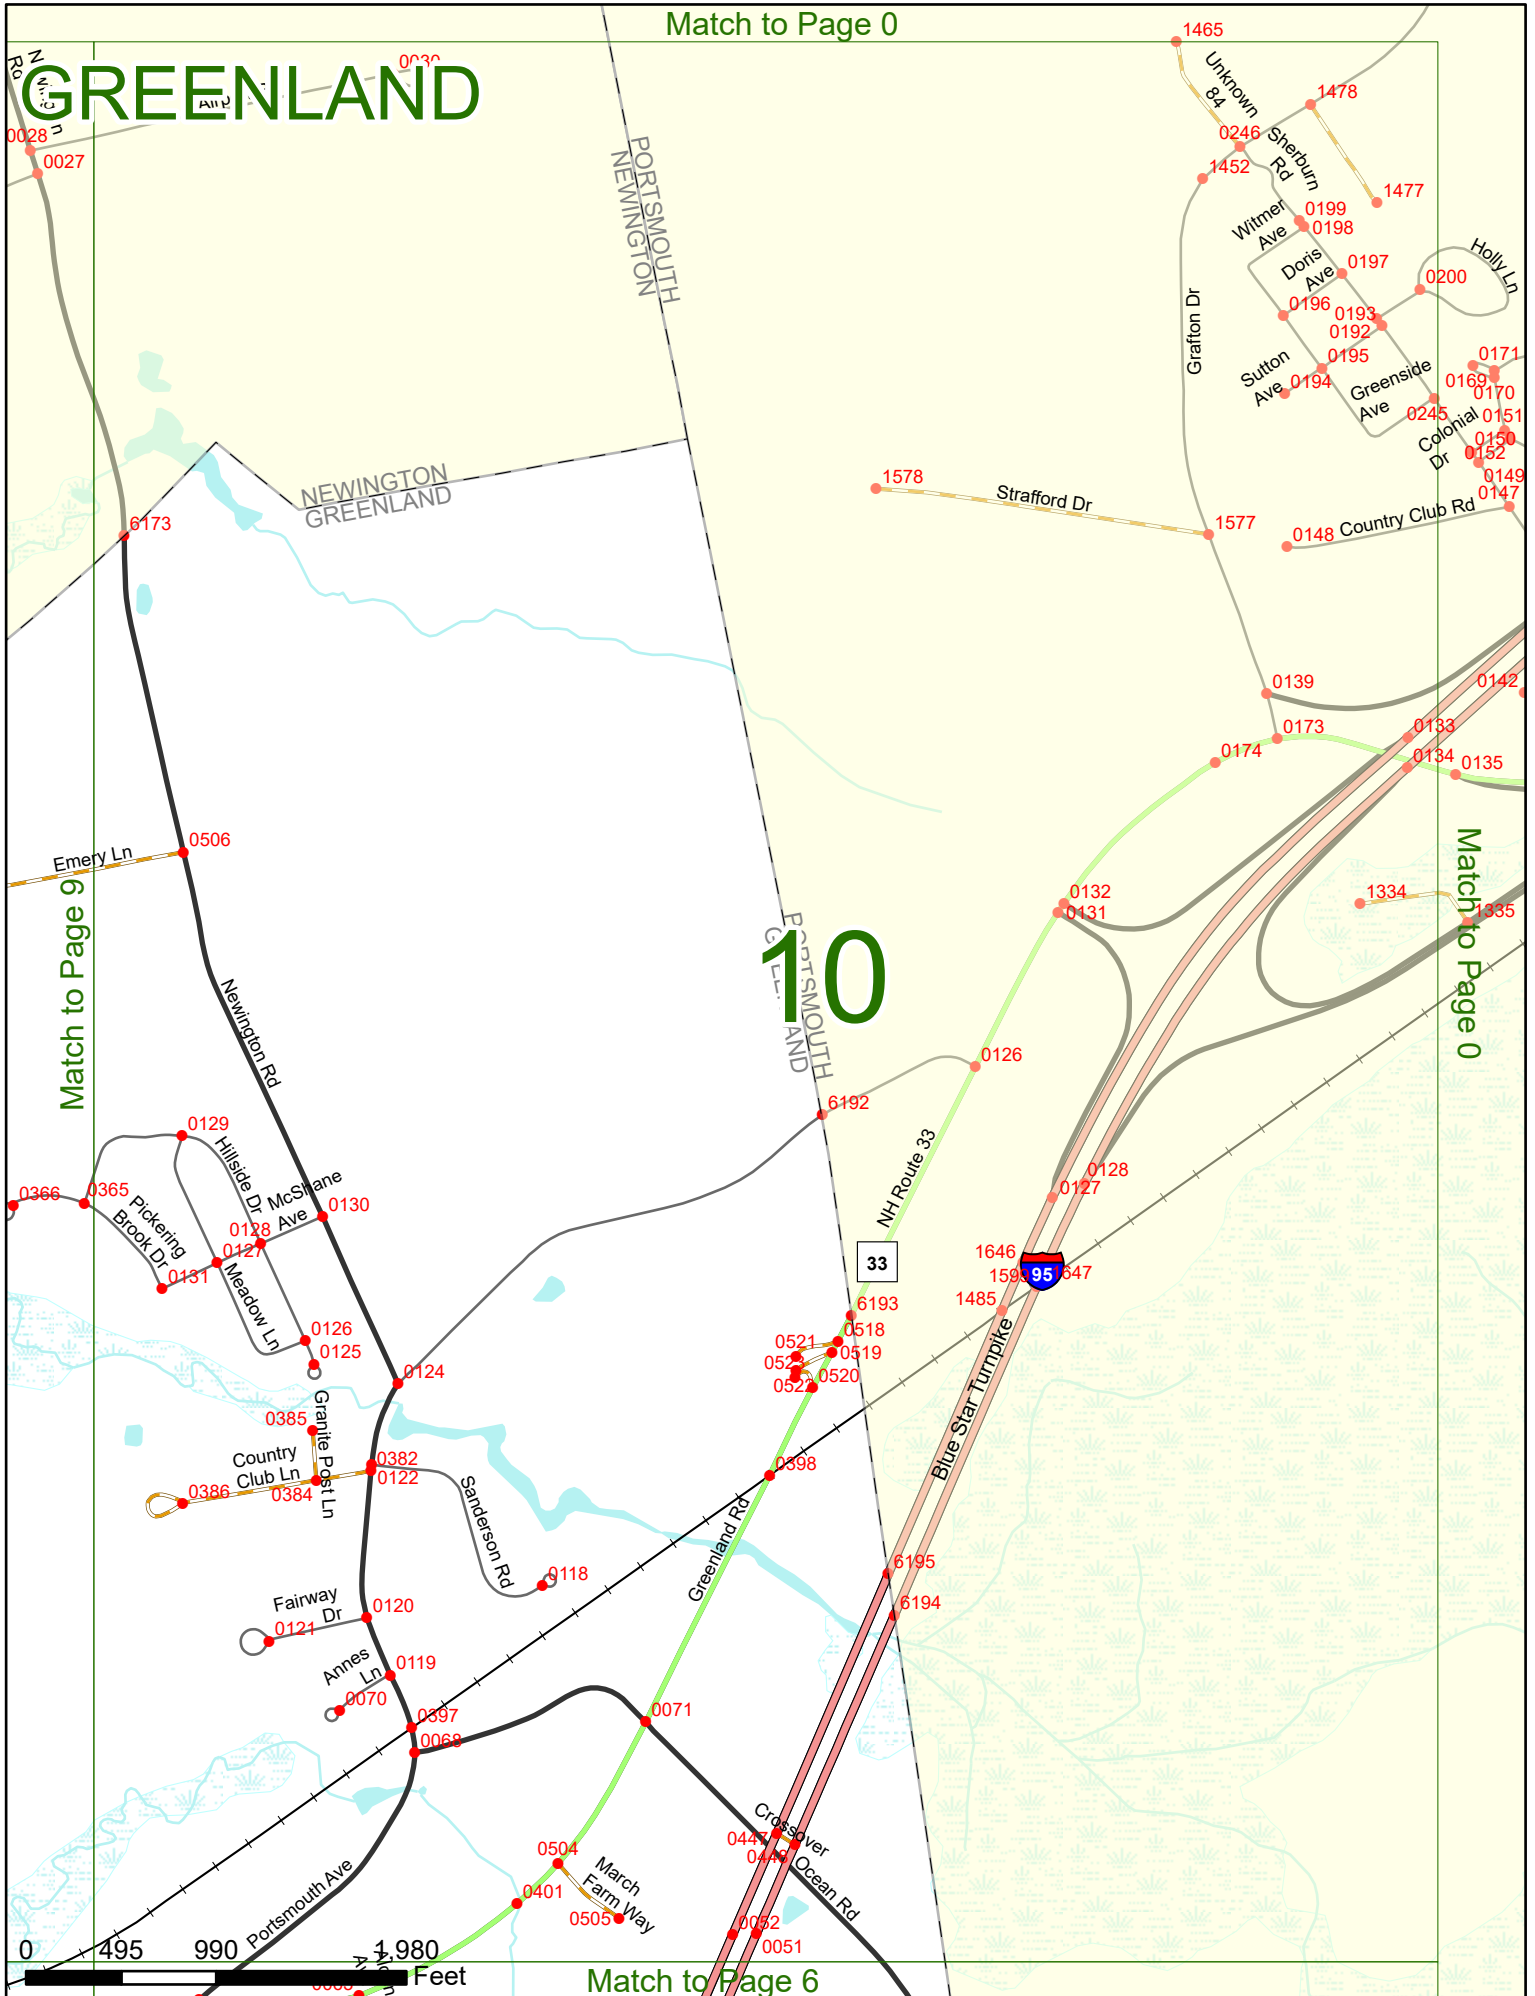 Match to Page 0
GREENLAND
1465
Unknown
84
1478
0028
0027
0246
1452
Sherburn
Rd
1477
PORTSMOUTH
NEWINGTON
Witmer
Ave
0199
0198
Doris
Ave
0197
0200
Holly Ln
0196
0193
0192
Grafton Dr
Sutton
Ave
0195
0194
Greenside
Ave
0171
0169
0170
0245
0151
Colonial
Dr
0150
0152
0149
0147
NEWINGTON
GREENLAND
1578
Strafford Dr
1577
0148
Country Club Rd
6173
0139
0142
0173
0133
0174
0134
0135
0506
Emery Ln
Match to Page 9
Match to Page 0
0132
0131
1334
1335
PORTSMOUTH
10
Newington Rd
0126
6192
0129
Hillside Dr
McShane
Ave
0130
0366
0365
Pickering
Brook Dr
0128
0127
0131
Meadow Ln
NH Route 33
33
0128
0127
1646
95
1647
1485
6193
0126
0125
0518
0521
0519
0520
0522
0124
Blue Star Turnpike
0385
Granite Post Ln
Country
Club Ln
0382
0122
0386
0384
0398
Sanderson Rd
Greenland Rd
6195
0118
6194
Fairway
Dr
0120
0121
Annes
Ln
0119
0070
0397
0068
0071
Crossover
0447
0448
Ocean Rd
0504
March
Farm Way
0401
0505
Portsmouth Ave
0052
0051
0 495 990 1,980
Feet
Match to Page 6